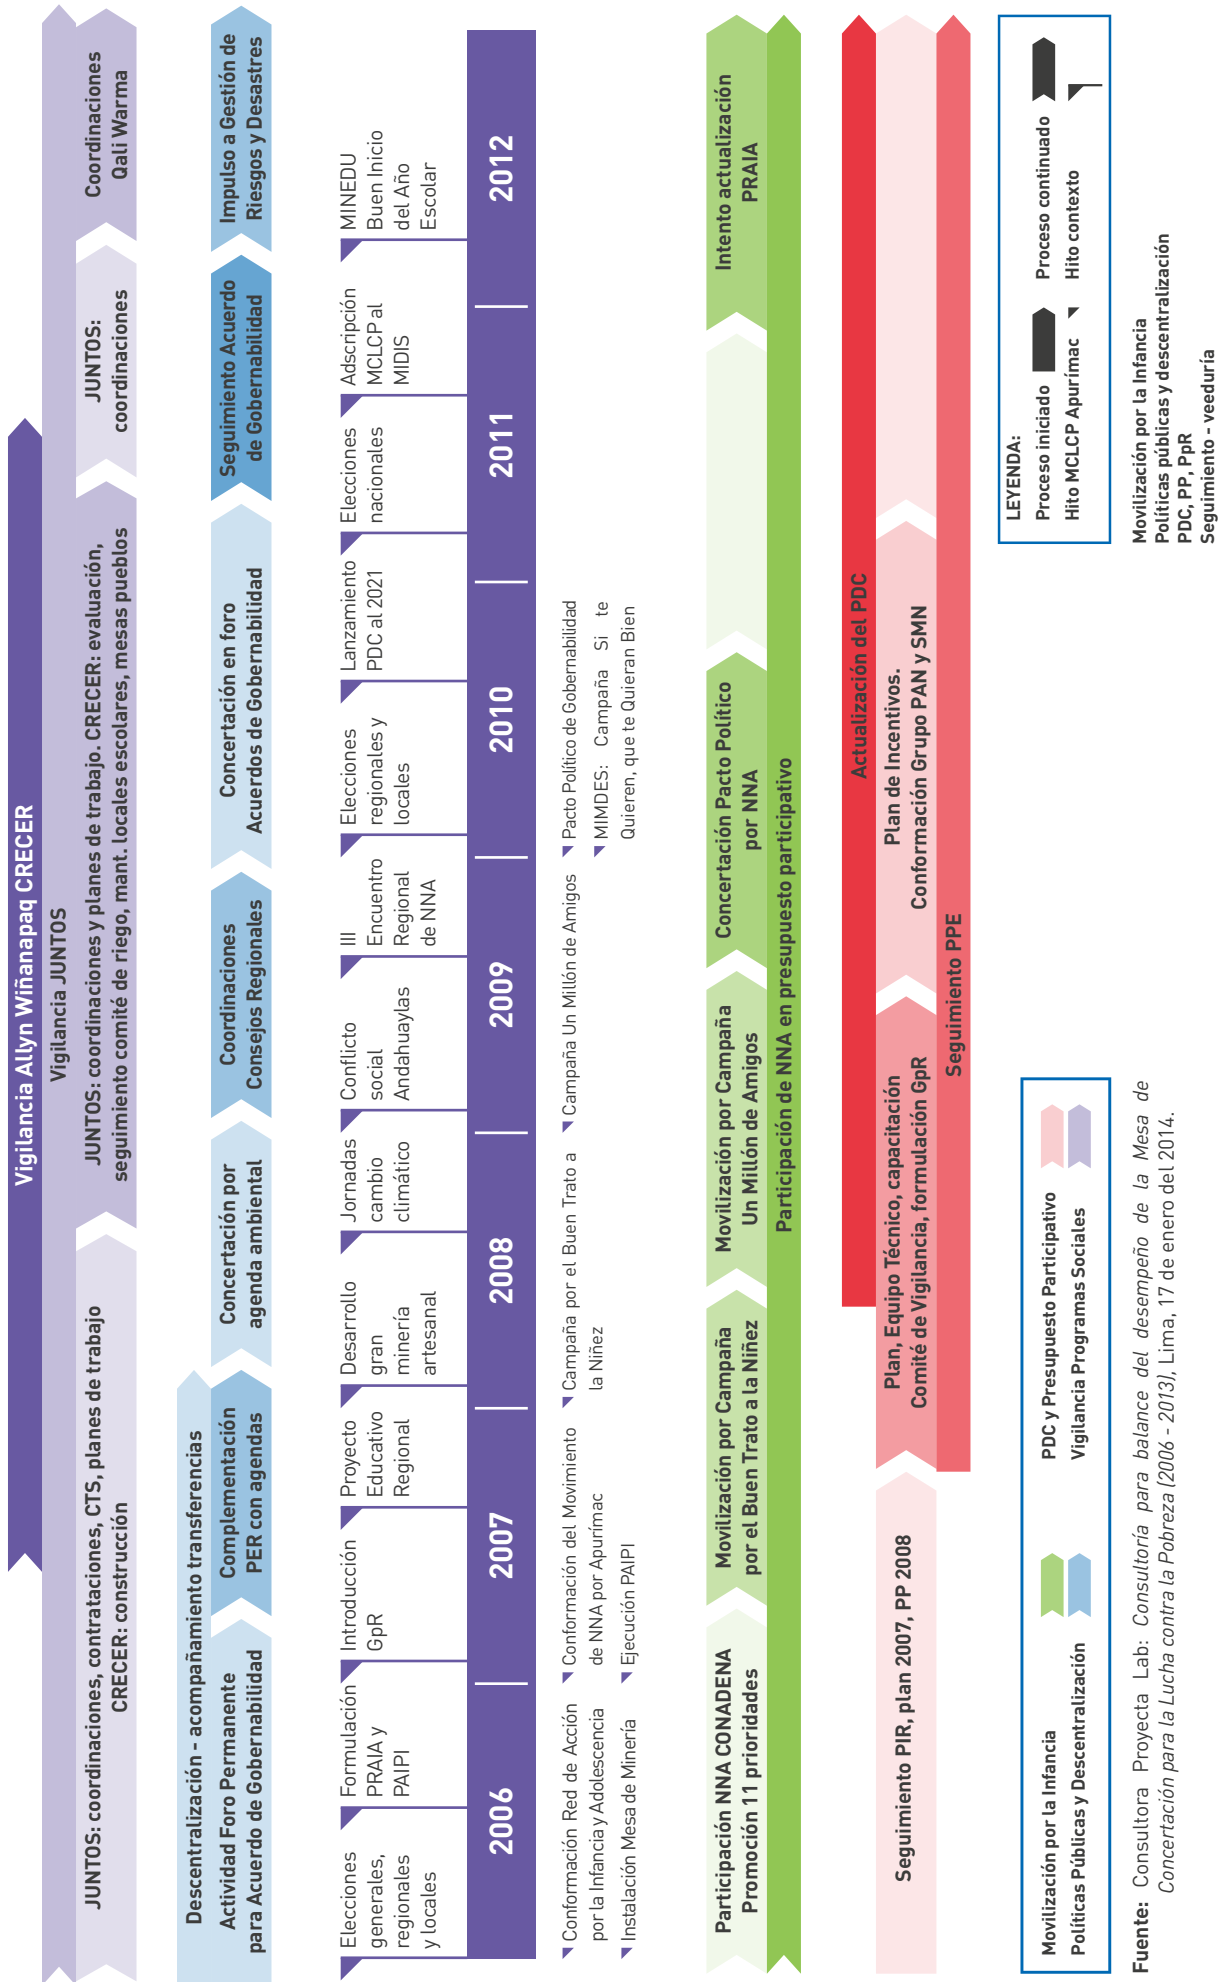 Vigilancia Allyn Wiñanapaq CRECER
Vigilancia JUNTOS
JUNTOS: coordinaciones, contrataciones, CTS, planes de trabajo
CRECER: construcción
JUNTOS: coordinaciones y planes de trabajo. CRECER: evaluación,
seguimiento comité de riego, mant. locales escolares, mesas pueblos
JUNTOS:
coordinaciones
Coordinaciones
Qali Warma
Descentralización - acompañamiento transferencias
Actividad Foro Permanente
para Acuerdo de Gobernabilidad
Complementación
PER con agendas
Concertación por
agenda ambiental
Coordinaciones
Consejos Regionales
Concertación en foro
Acuerdos de Gobernabilidad
Seguimiento Acuerdo
de Gobernabilidad
Impulso a Gestión de
Riesgos y Desastres
Elecciones
generales,
regionales
y locales
Formulación
PRAIA y
PAIPI
Introducción
GpR
Proyecto
Educativo
Regional
Desarrollo
gran
minería
artesanal
Jornadas
cambio
climático
Conflicto
social
Andahuaylas
III
Encuentro
Regional
de NNA
Elecciones
regionales y
locales
Lanzamiento
PDC al 2021
Elecciones
nacionales
Adscripción
MCLCP al
MIDIS
MINEDU
Buen Inicio
del Año
Escolar
2006
2007
2008
2009
2010
2011
2012
Conformación Red de Acción
por la Infancia y Adolescencia
Instalación Mesa de Minería
Conformación del Movimiento
de NNA por Apurímac
Ejecución PAIPI
Campaña por el Buen Trato a
la Niñez
Campaña Un Millón de Amigos
Pacto Político de Gobernabilidad
MIMDES: Campaña Si te
Quieren, que te Quieran Bien
Participación NNA CONADENA
Promoción 11 prioridades
Movilización por Campaña
por el Buen Trato a la Niñez
Movilización por Campaña
Un Millón de Amigos
Concertación Pacto Político
por NNA
Intento actualización
PRAIA
Participación de NNA en presupuesto participativo
Actualización del PDC
Seguimiento PIR, plan 2007, PP 2008
Plan, Equipo Técnico, capacitación
Comité de Vigilancia, formulación GpR
Plan de Incentivos.
Conformación Grupo PAN y SMN
Seguimiento PPE
LEYENDA:
Proceso iniciado
Proceso continuado
Hito MCLCP Apurímac
Hito contexto
Movilización por la Infancia
Políticas Públicas y Descentralización
PDC y Presupuesto Participativo
Vigilancia Programas Sociales
Movilización por la Infancia
Políticas públicas y descentralización
PDC, PP, PpR
Seguimiento - veeduría
Fuente: Consultora Proyecta Lab: Consultoría para balance del desempeño de la Mesa de
Concertación para la Lucha contra la Pobreza (2006 - 2013), Lima, 17 de enero del 2014.